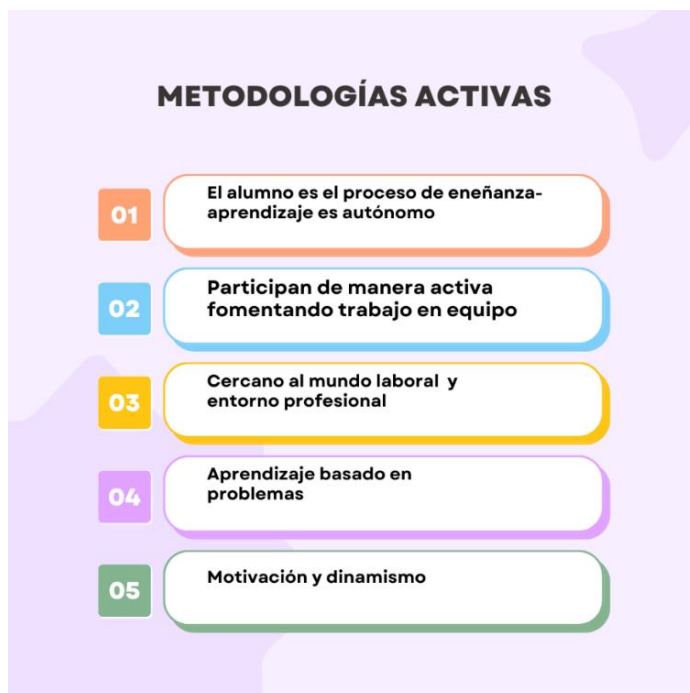 METODOLOGÍAS ACTIVAS
01
El alumno es el proceso de eneñanza-
aprendizaje es autónomo
02
Participan de manera activa
fomentando trabajo en equipo
03
Cercano al mundo laboral y
entorno profesional
04
Aprendizaje basado en
problemas
05
Motivación y dinamismo